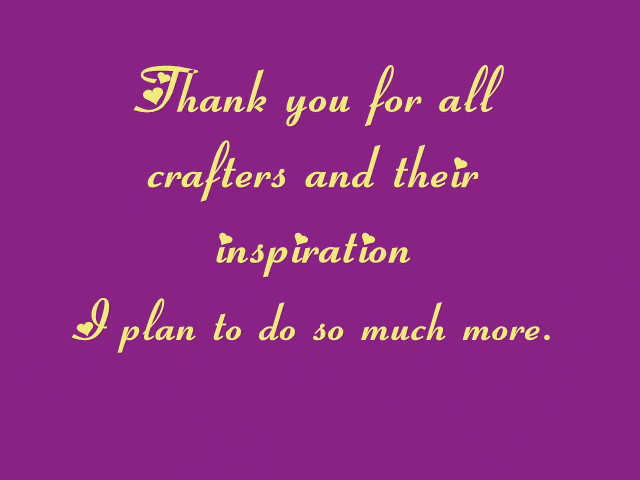 Thank you for all
crafters and their
inspiration
I plan to do so much more.